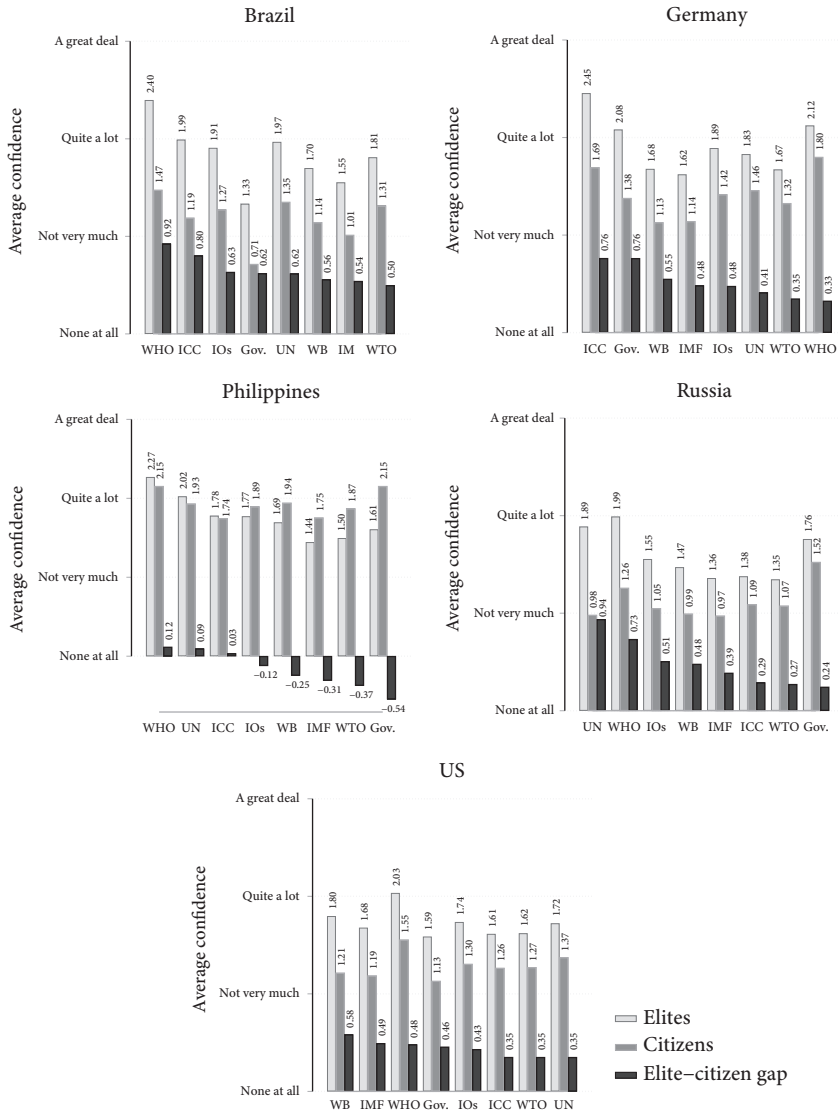 Brazil
A great deal
Quite a lot
Not very much
None at all
Average confidence
2.40 1.47 0.92 1.99 1.19 0.80 1.91 1.27 0.63 1.33 0.71 0.62 1.97 1.35 0.62 1.70 1.14 0.56 1.55 1.01 0.54 1.81 1.31 0.50
WHO ICC IOs Gov. UN WB IM WTO
Germany
A great deal
Quite a lot
Not very much
None at all
Average confidence
2.45 1.69 0.76 2.08 1.38 0.76 1.68 1.13 0.55 1.62 1.14 0.48 1.89 1.42 0.48 1.83 1.46 0.41 1.67 1.32 0.35 2.12 1.80 0.33
ICC Gov. WB IMF IOs UN WTO WHO
Philippines
A great deal
Quite a lot
Not very much
None at all
Average confidence
2.27 2.15 0.12 2.02 1.93 0.09 1.78 1.74 0.03 1.77 1.89 −0.12 1.69 1.94 −0.25 1.44 1.75 −0.31 1.50 1.87 −0.37 1.61 2.15 −0.54
WHO UN ICC IOs WB IMF WTO Gov.
Russia
A great deal
Quite a lot
Not very much
None at all
Average confidence
1.89 0.98 0.94 1.99 1.26 0.73 1.55 1.05 0.51 1.47 0.99 0.48 1.36 0.97 0.39 1.38 1.09 0.29 1.35 1.07 0.27 1.76 1.52 0.24
UN WHO IOs WB IMF ICC WTO Gov.
US
A great deal
Quite a lot
Not very much
None at all
Average confidence
1.80 1.21 0.58 1.68 1.19 0.49 2.03 1.55 0.48 1.59 1.13 0.46 1.74 1.30 0.43 1.61 1.26 0.35 1.62 1.27 0.35 1.72 1.37 0.35
WB IMF WHO Gov. IOs ICC WTO UN
Elites
Citizens
Elite−citizen gap